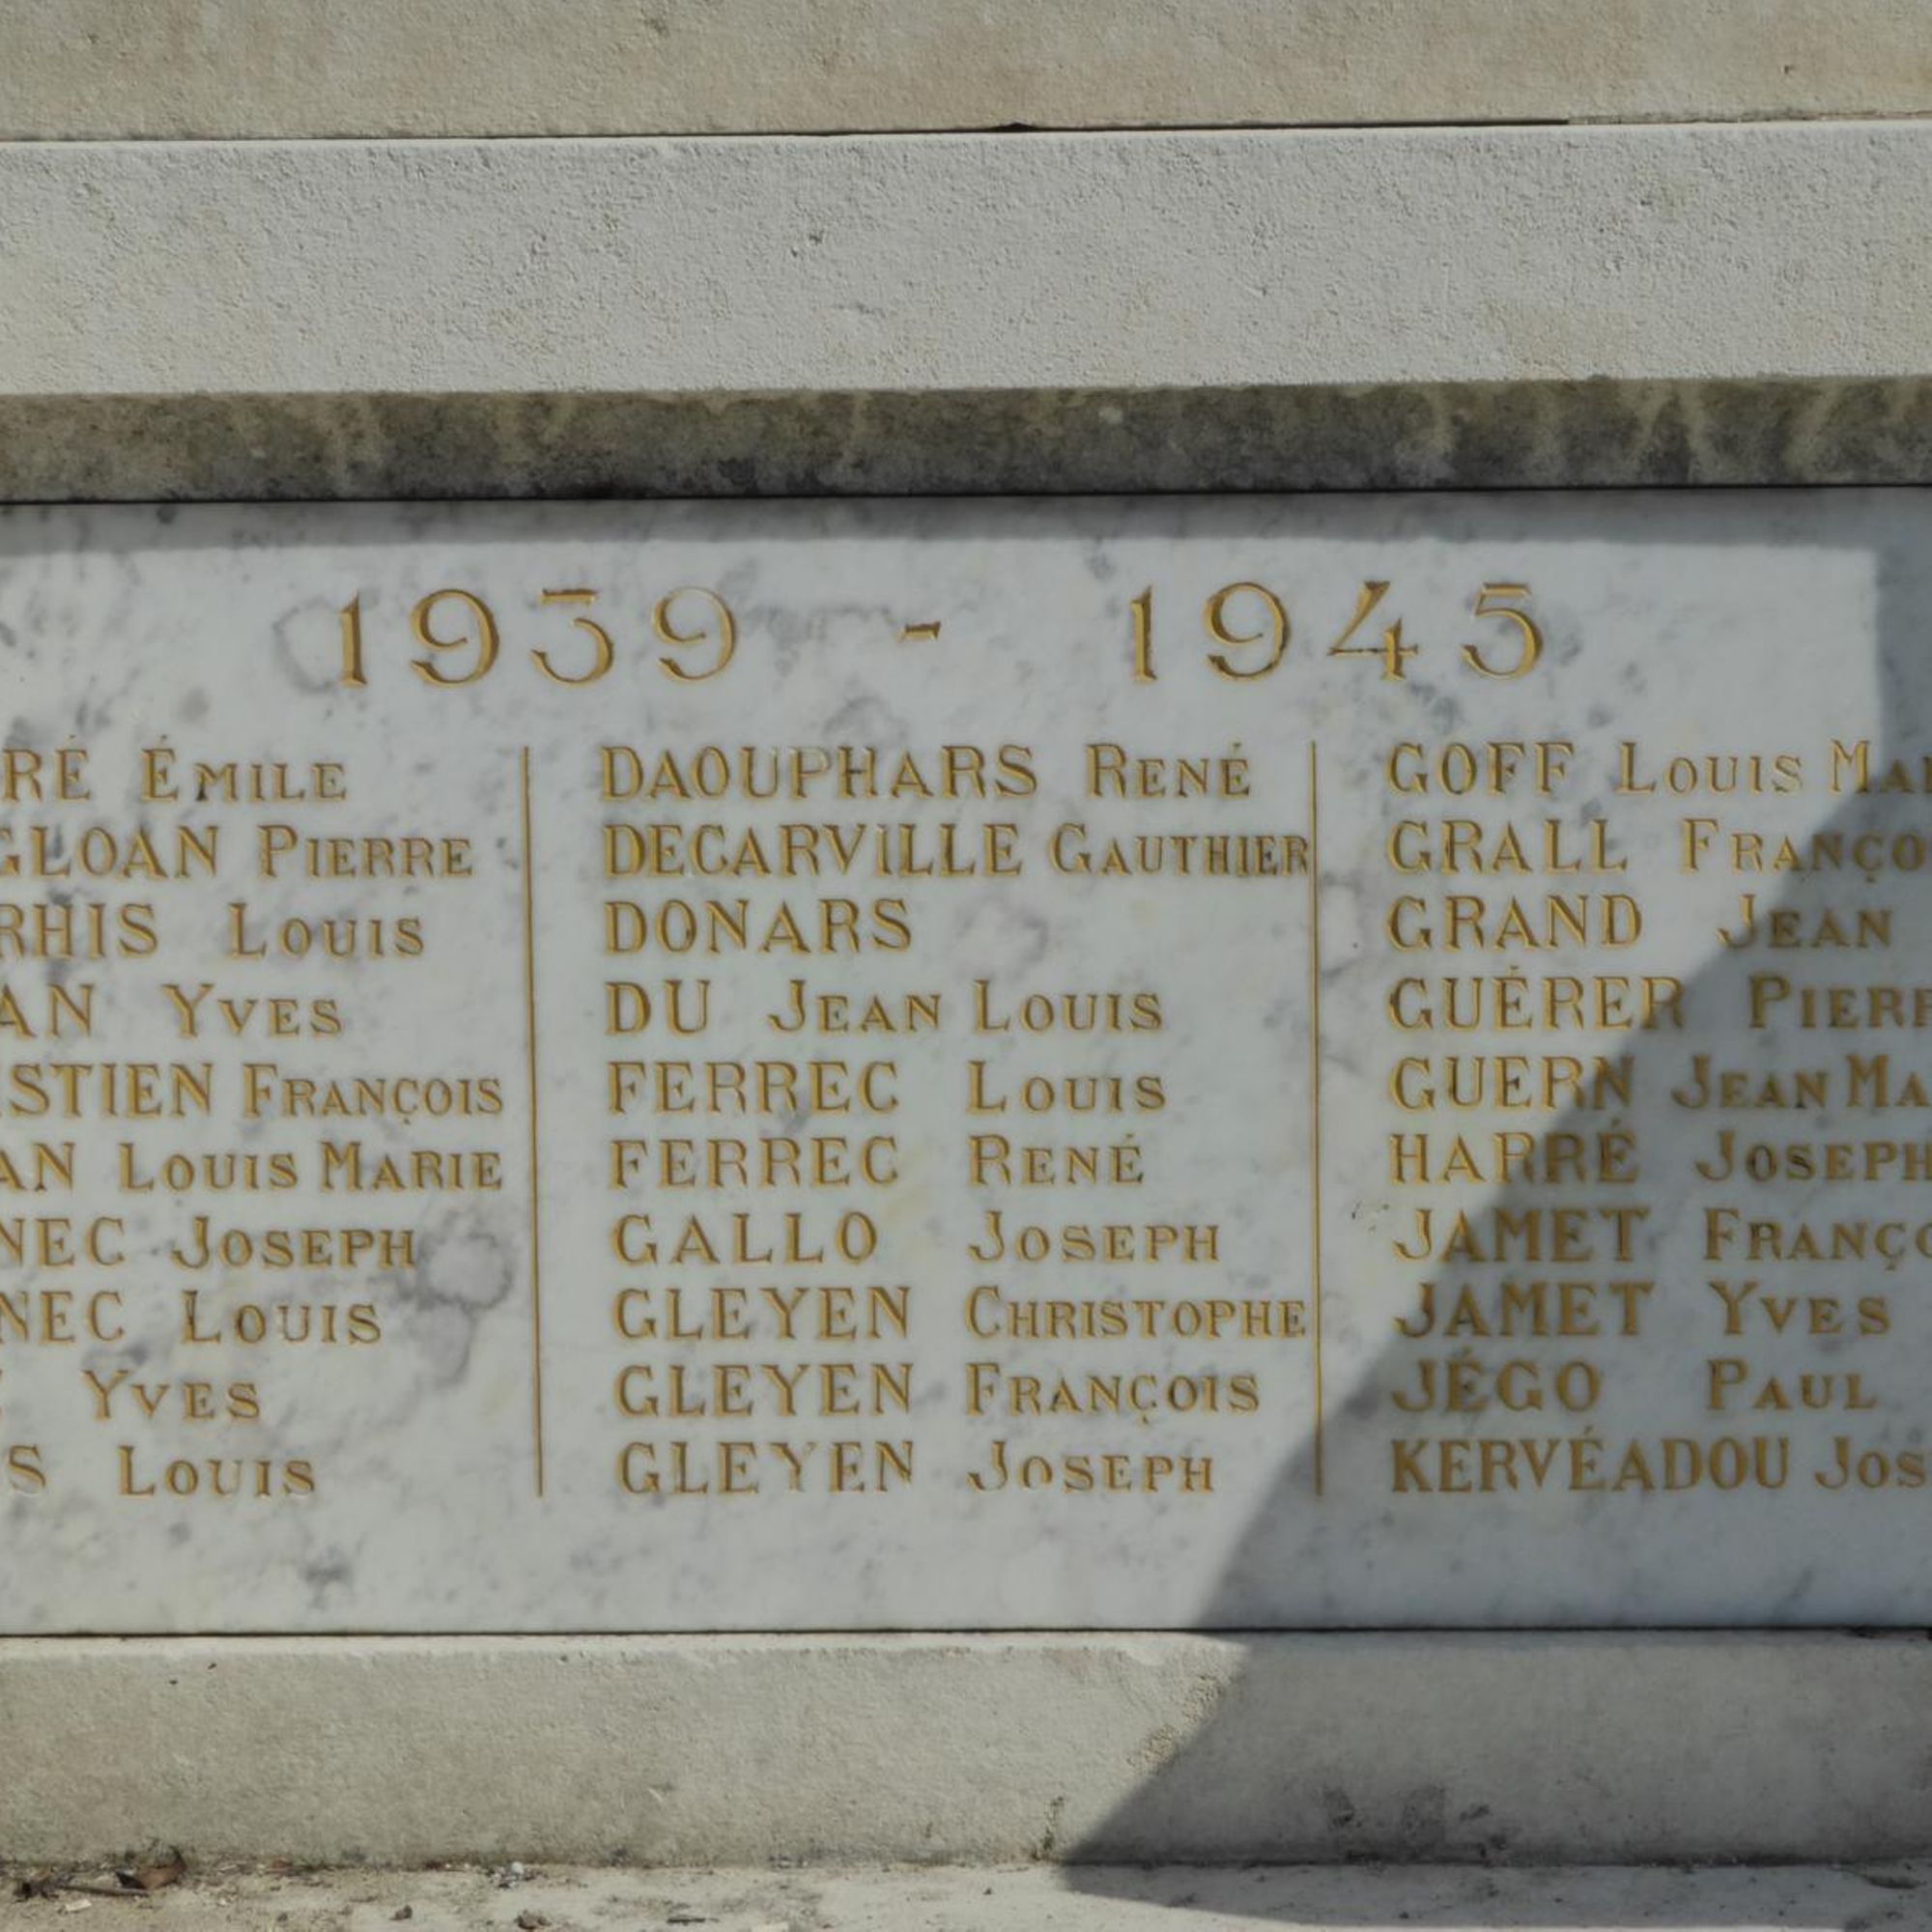 1939 - 1945
RÉ ÉMILE
GLOAN PIERRE
RHIS LOUIS
AN YVES
STIEN FRANÇOIS
AN LOUIS MARIE
NEC JOSEPH
NEC LOUIS
YVES
S LOUIS
DAOUPHARS RENÉ
DECARVILLE GAUTHIER
DONARS
DU JEAN LOUIS
FERREC LOUIS
FERREC RENÉ
GALLO JOSEPH
GLEYEN CHRISTOPHE
GLEYEN FRANÇOIS
GLEYEN JOSEPH
GOFF LOUIS MA
GRALL FRANÇO
GRAND JEAN
GUÉRER PIERR
GUERN JEAN MA
HARRÉ JOSEPH
JAMET FRANÇO
JAMET YVES
JÉGO PAUL
KERVÉADOU JOS